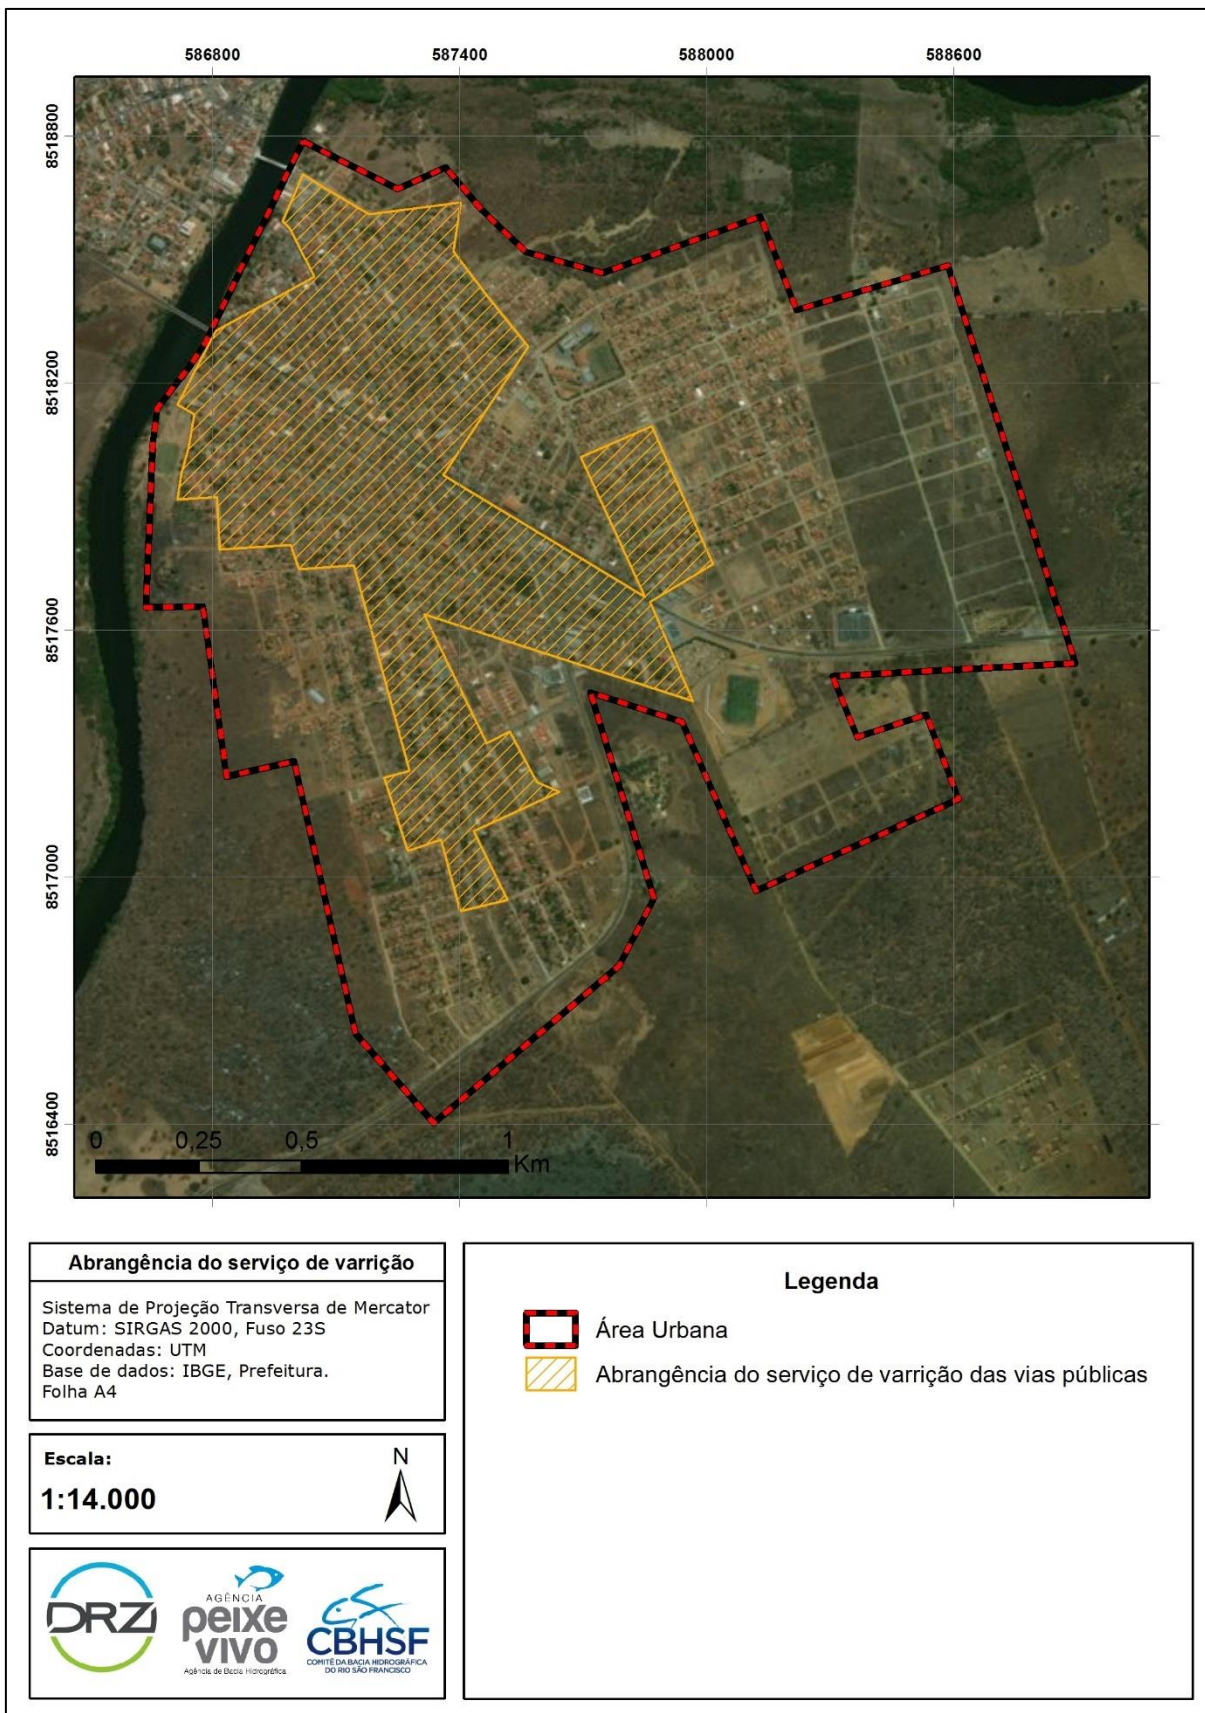 586800 587400 588000 588600
8518800
8518200
8517600
8517000
8516400
0 0,25 0,5 1
Km
Abrangência do serviço de varrição
Sistema de Projeção Transversa de Mercator
Datum: SIRGAS 2000, Fuso 23S
Coordenadas: UTM
Base de dados: IBGE, Prefeitura.
Folha A4
Escala:
1:14.000
N
DRZ
AGÊNCIA
peixe
VIVO
Agência de Bacia Hidrográfica
CBHSF
COMITÊ DA BACIA HIDROGRÁFICA
DO RIO SÃO FRANCISCO
Legenda
Área Urbana
Abrangência do serviço de varrição das vias públicas